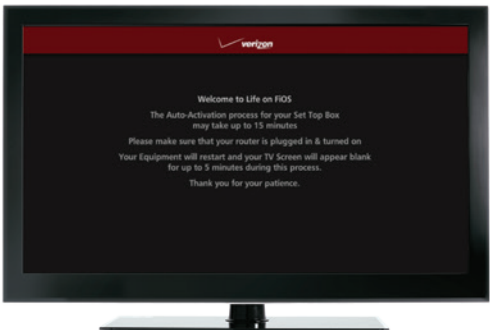 verizon
Welcome to Life on FiOS
The Auto-Activation process for your Set Top Box
may take up to 15 minutes
Please make sure that your router is plugged in & turned on
Your Equipment will restart and your TV Screen will appear blank
for up to 5 minutes during this process.
Thank you for your patience.